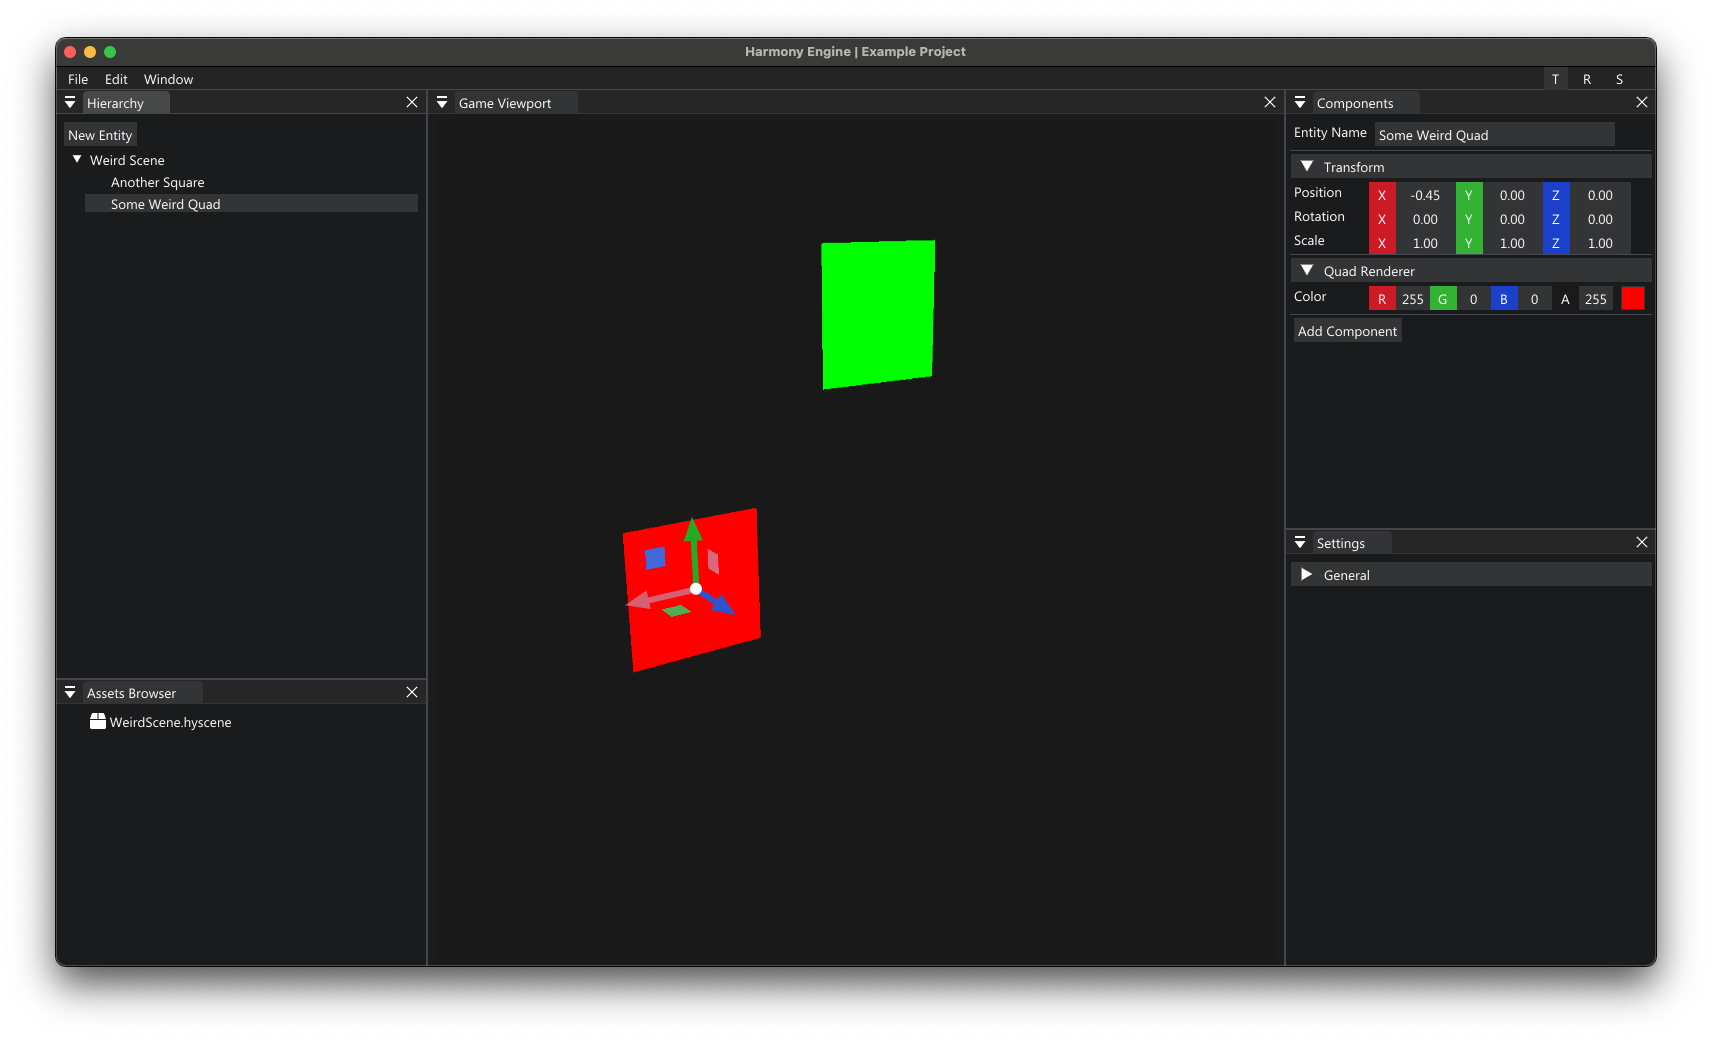 Harmony Engine | Example Project
File Edit Window
T R S
Hierarchy
New Entity
Weird Scene
Another Square
Some Weird Quad
Assets Browser
WeirdScene.hyscene
Game Viewport
Components
Entity Name Some Weird Quad
Transform
Position X -0.45 Y 0.00 Z 0.00
Rotation X 0.00 Y 0.00 Z 0.00
Scale X 1.00 Y 1.00 Z 1.00
Quad Renderer
Color R 255 G 0 B 0 A 255
Add Component
Settings
General